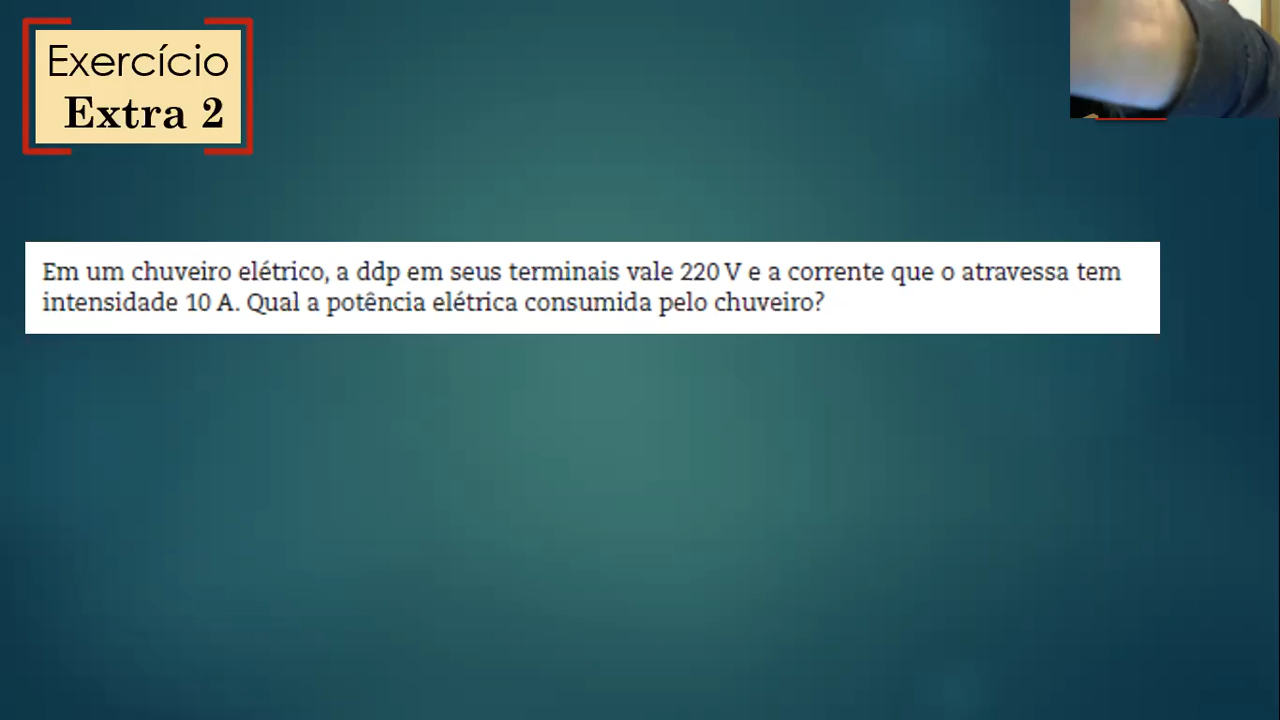 Exercício
Extra 2
Em um chuveiro elétrico, a ddp em seus terminais vale 220 V e a corrente que o atravessa tem
intensidade 10 A. Qual a potência elétrica consumida pelo chuveiro?